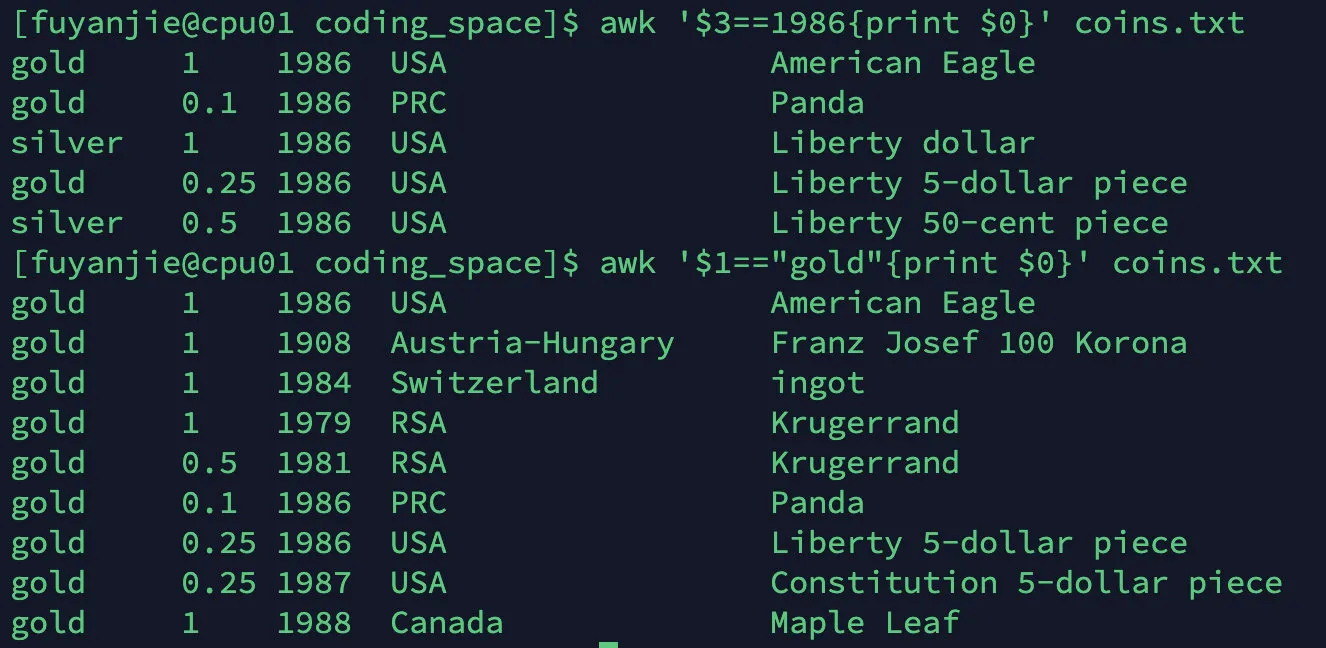 [fuyanjie@cpu01 coding_space]$ awk '$3==1986{print $0}' coins.txt
gold     1    1986  USA                 American Eagle
gold     0.1  1986  PRC                 Panda
silver   1    1986  USA                 Liberty dollar
gold     0.25 1986  USA                 Liberty 5-dollar piece
silver   0.5  1986  USA                 Liberty 50-cent piece
[fuyanjie@cpu01 coding_space]$ awk '$1=="gold"{print $0}' coins.txt
gold     1    1986  USA                 American Eagle
gold     1    1908  Austria-Hungary     Franz Josef 100 Korona
gold     1    1984  Switzerland         ingot
gold     1    1979  RSA                 Krugerrand
gold     0.5  1981  RSA                 Krugerrand
gold     0.1  1986  PRC                 Panda
gold     0.25 1986  USA                 Liberty 5-dollar piece
gold     0.25 1987  USA                 Constitution 5-dollar piece
gold     1    1988  Canada              Maple Leaf